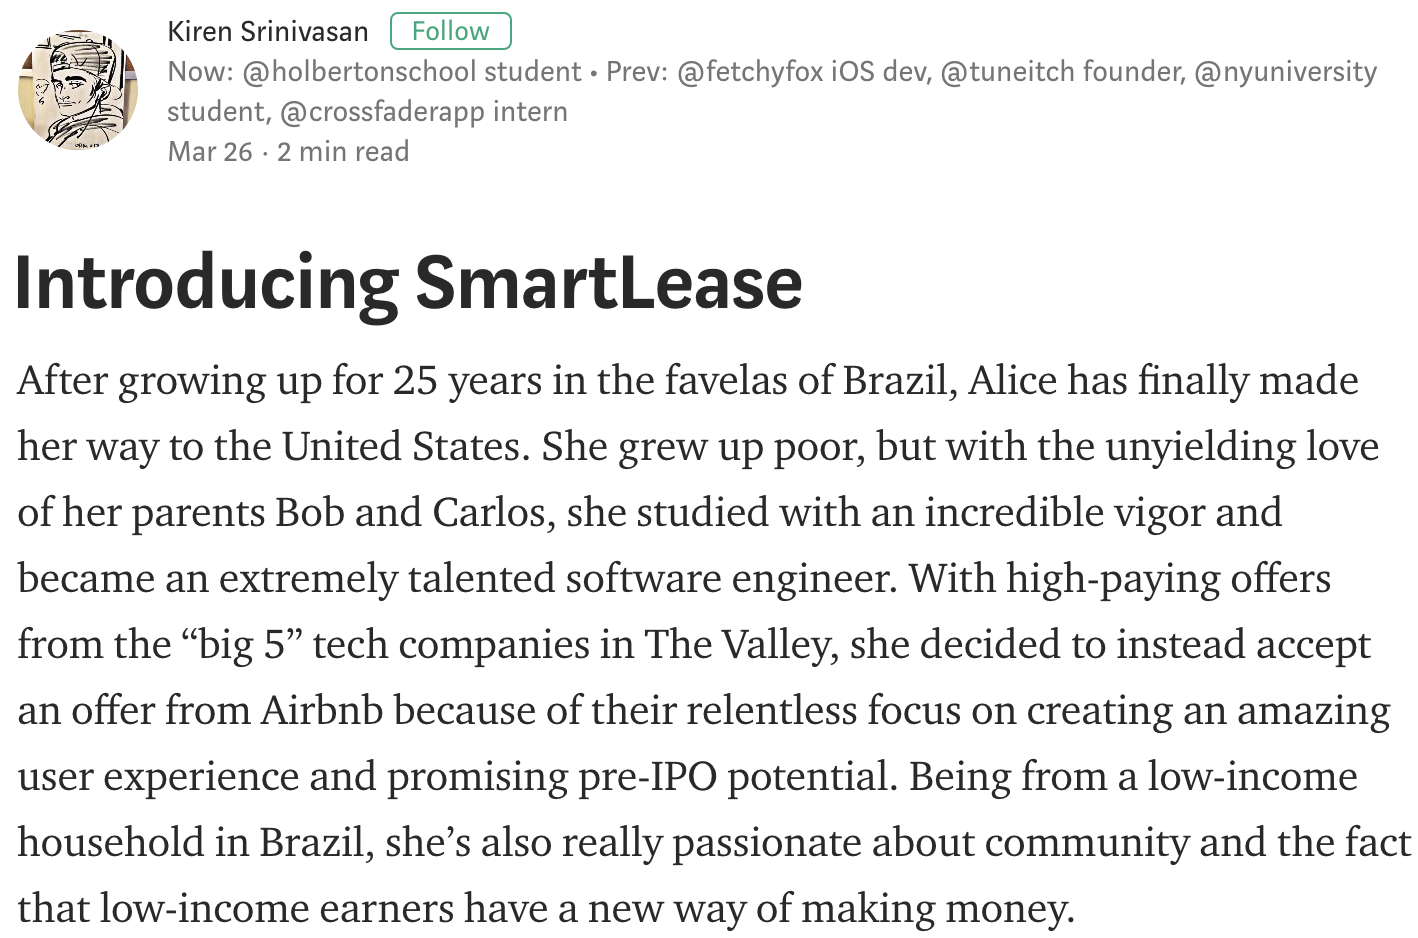 Kiren Srinivasan Follow
Now: @holbertonschool student • Prev: @fetchyfox iOS dev, @tuneitch founder, @nyuniversity
student, @crossfaderapp intern
Mar 26 · 2 min read
Introducing SmartLease
After growing up for 25 years in the favelas of Brazil, Alice has finally made
her way to the United States. She grew up poor, but with the unyielding love
of her parents Bob and Carlos, she studied with an incredible vigor and
became an extremely talented software engineer. With high-paying offers
from the “big 5” tech companies in The Valley, she decided to instead accept
an offer from Airbnb because of their relentless focus on creating an amazing
user experience and promising pre-IPO potential. Being from a low-income
household in Brazil, she’s also really passionate about community and the fact
that low-income earners have a new way of making money.